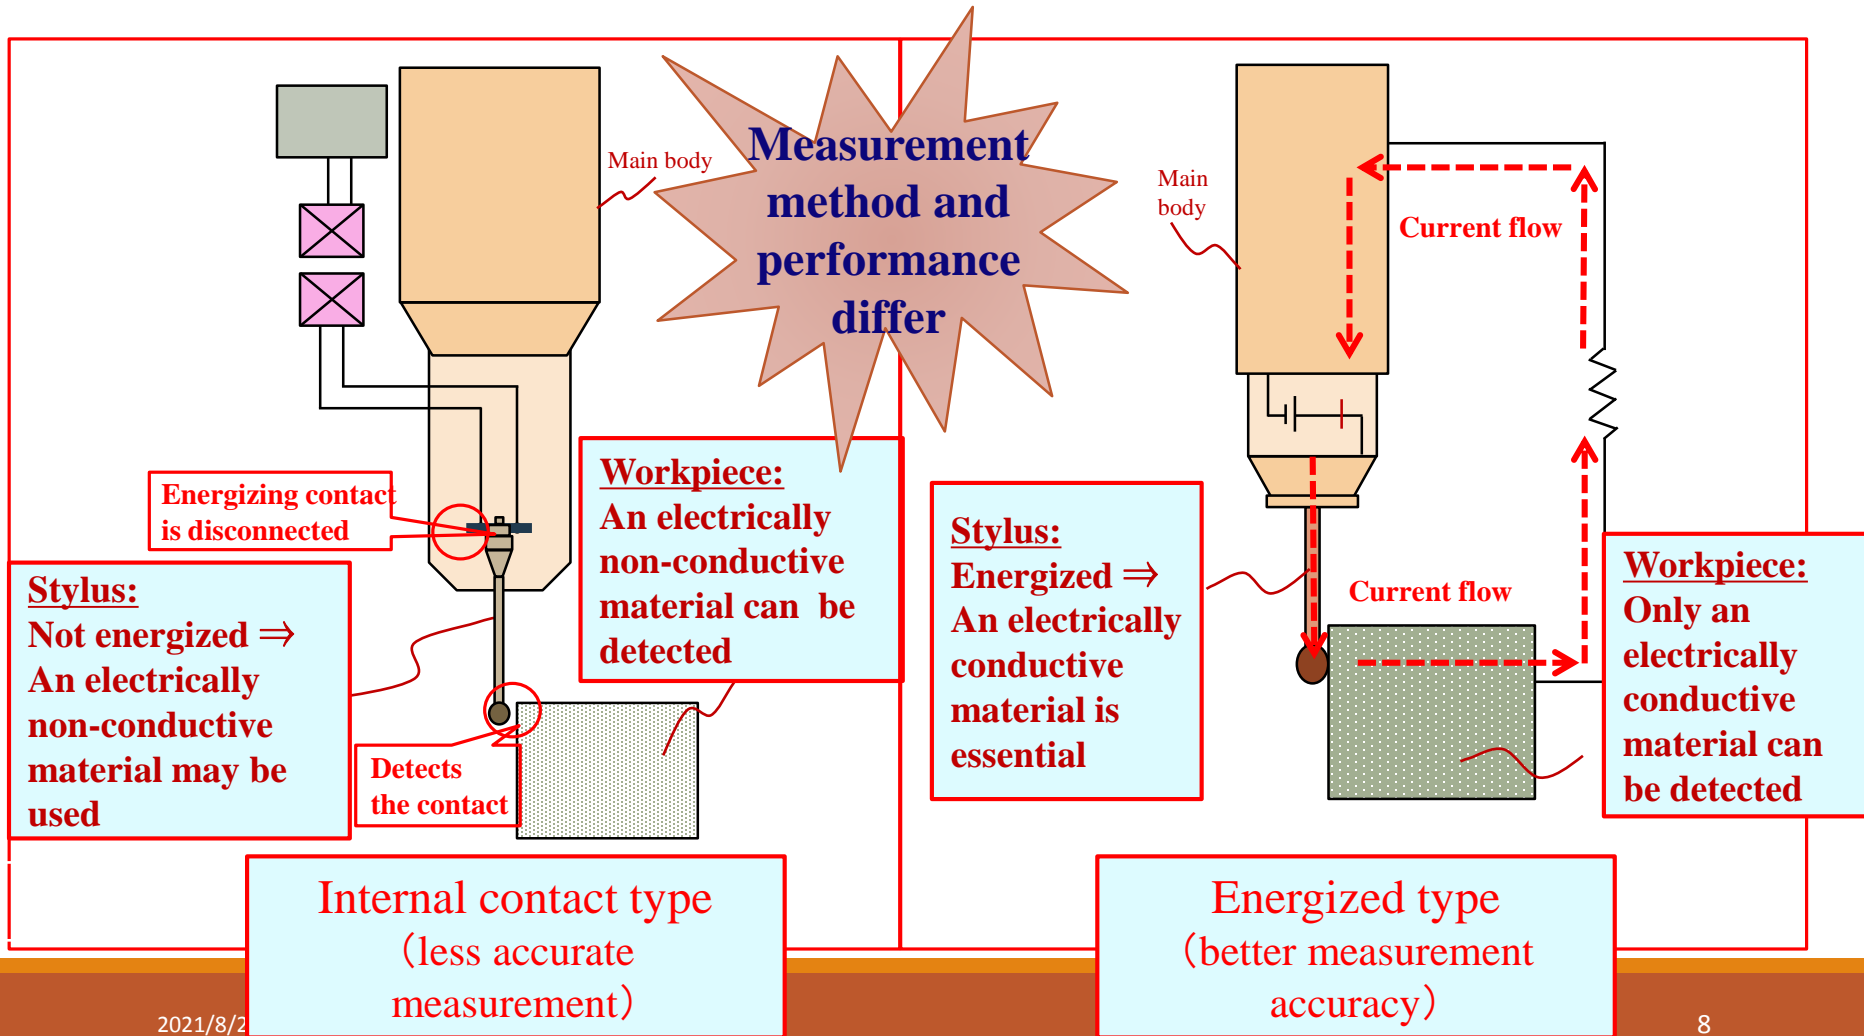 Main body
Measurement
method and
performance
differ
Energizing contact
is disconnected
Workpiece:
An electrically
non-conductive
material can  be
detected
Stylus:
Not energized ⇒
An electrically
non-conductive
material may be
used
Detects
the contact
Internal contact type
（less accurate
measurement）
Main
body
Current flow
Stylus:
Energized ⇒
An electrically
conductive
material is
essential
Current flow
Workpiece:
Only an
electrically
conductive
material can
be detected
Energized type
（better measurement
accuracy）
2021/8/2
8